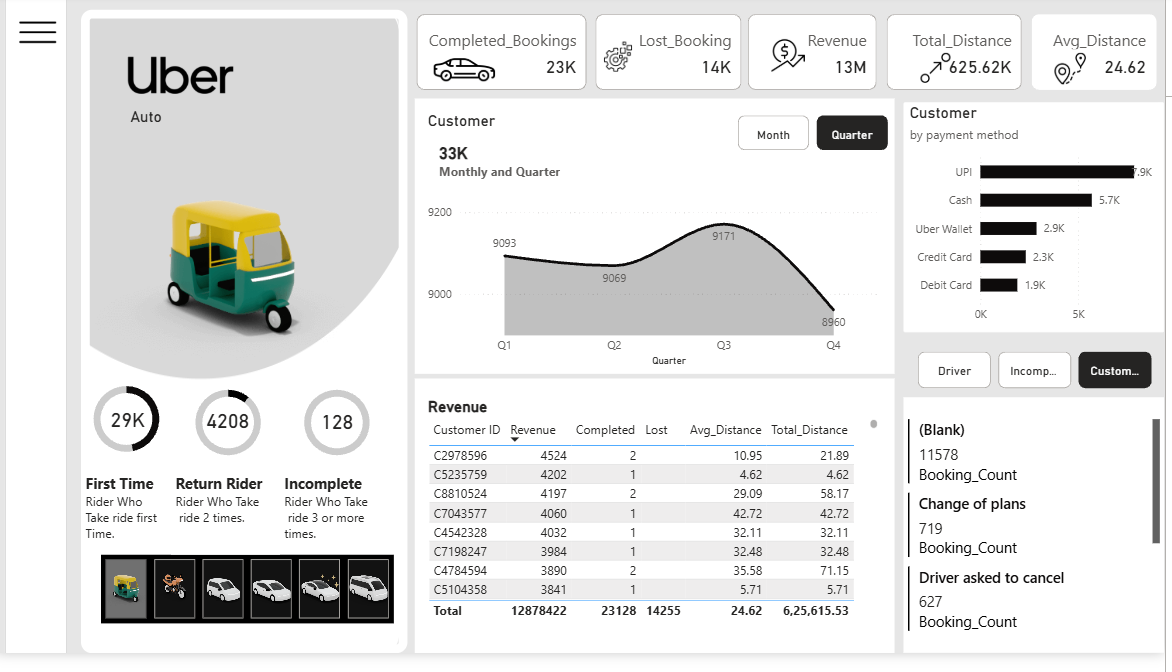 Uber
Auto
Completed_Bookings
23K
Lost_Booking
14K
Revenue
13M
Total_Distance
625.62K
Avg_Distance
24.62
Customer
33K
Monthly and Quarter
Month
Quarter
9200
9000
9093
9069
9171
8960
Q1 Q2 Q3 Q4
Quarter
Customer
by payment method
UPI 7.9K
Cash 5.7K
Uber Wallet 2.9K
Credit Card 2.3K
Debit Card 1.9K
0K 5K
Driver
Incomp...
Custom...
29K
4208
128
First Time
Rider Who
Take ride first
Time.
Return Rider
Rider Who Take
ride 2 times.
Incomplete
Rider Who Take
ride 3 or more
times.
Revenue
Customer ID Revenue Completed Lost Avg_Distance Total_Distance
C2978596 4524 2 10.95 21.89
C5235759 4202 1 4.62 4.62
C8810524 4197 2 29.09 58.17
C7043577 4060 1 42.72 42.72
C4542328 4032 1 32.11 32.11
C7198247 3984 1 32.48 32.48
C4784594 3890 2 35.58 71.15
C5104358 3841 1 5.71 5.71
Total 12878422 23128 14255 24.62 6,25,615.53
(Blank)
11578
Booking_Count
Change of plans
719
Booking_Count
Driver asked to cancel
627
Booking_Count